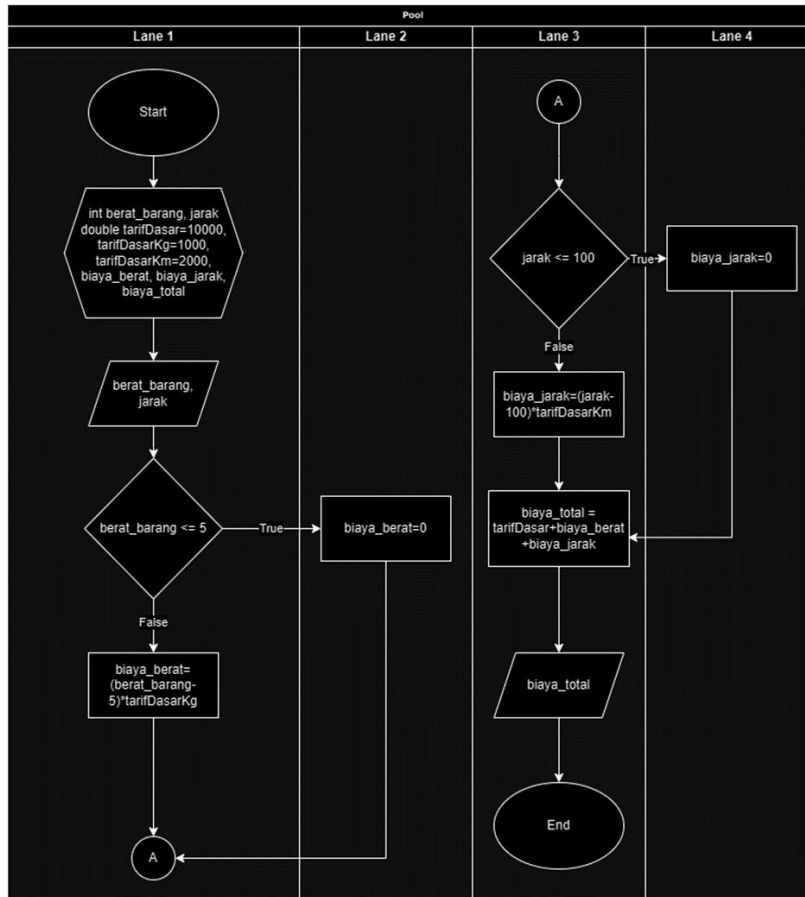 Pool
Lane 1
Lane 2
Lane 3
Lane 4
Start
int berat_barang, jarak
double tarifDasar=10000,
tarifDasarKg=1000,
tarifDasarKm=2000,
biaya_berat, biaya_jarak,
biaya_total
berat_barang,
jarak
berat_barang <= 5
True
biaya_berat=0
False
biaya_berat=
(berat_barang-
5)*tarifDasarKg
A
A
jarak <= 100
True
biaya_jarak=0
False
biaya_jarak=(jarak-
100)*tarifDasarKm
biaya_total =
tarifDasar+biaya_berat
+biaya_jarak
biaya_total
End